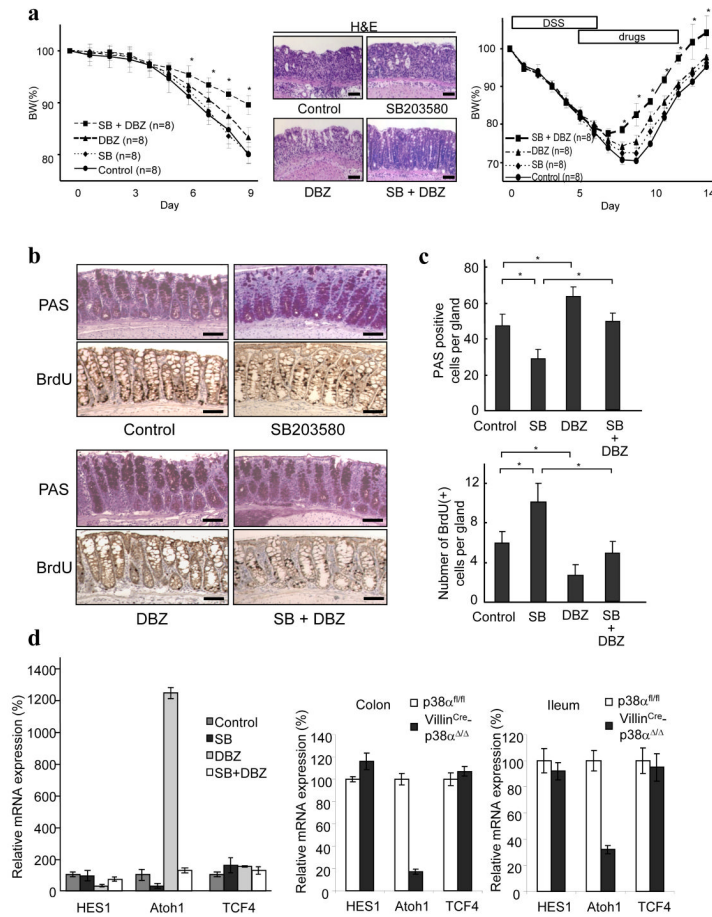 a
100
90
80
BW(%)
SB + DBZ (n=8)
DBZ (n=8)
SB (n=8)
Control (n=8)
* * * *
0 3 6 9
Day
H&E
Control
SB203580
DBZ
SB + DBZ
DSS
drugs
100
90
80
70
BW(%)
SB + DBZ (n=8)
DBZ (n=8)
SB (n=8)
Control (n=8)
* * * * * * *
0 5 10 14
Day
b
PAS
BrdU
Control
SB203580
PAS
BrdU
DBZ
SB + DBZ
c
PAS positive
cells per gland
80
60
40
20
0
* * *
Control
SB
DBZ
SB
+
DBZ
Nubmer of BrdU(+)
cells per gland
12
8
4
0
* * *
Control
SB
DBZ
SB
+
DBZ
d
Relative mRNA expression (%)
1400
1200
1000
800
600
400
200
0
Control
SB
DBZ
SB+DBZ
HES1 Atoh1 TCF4
Colon
p38α^fl/fl
Villin^Cre-
p38α^Δ/Δ
Relative mRNA expression (%)
140
120
100
80
60
40
20
0
HES1 Atoh1 TCF4
Ileum
p38α^fl/fl
Villin^Cre-
p38α^Δ/Δ
Relative mRNA expression (%)
120
100
80
60
40
20
0
HES1 Atoh1 TCF4